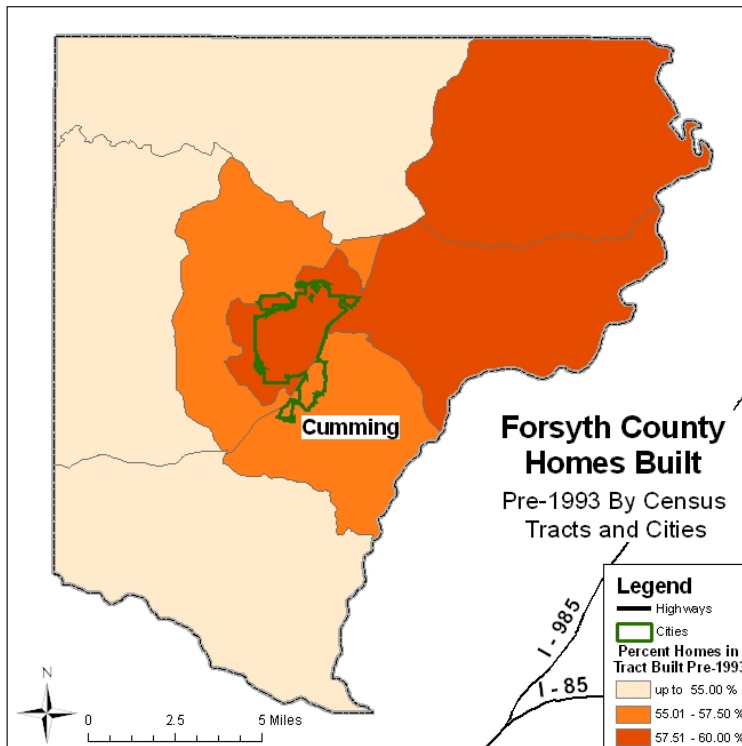 Cumming
Forsyth County
Homes Built
Pre-1993 By Census
Tracts and Cities
Legend
Highways
Cities
Percent Homes in
Tract Built Pre-1993
up to 55.00 %
55.01 - 57.50 %
57.51 - 60.00 %
I - 985
I - 85
N
0 2.5 5 Miles